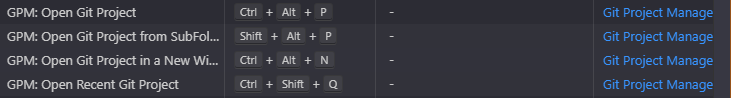 GPM: Open Git Project Ctrl + Alt + P - Git Project Manage
GPM: Open Git Project from SubFol... Shift + Alt + P - Git Project Manage
GPM: Open Git Project in a New Wi... Ctrl + Alt + N - Git Project Manage
GPM: Open Recent Git Project Ctrl + Shift + Q - Git Project Manage